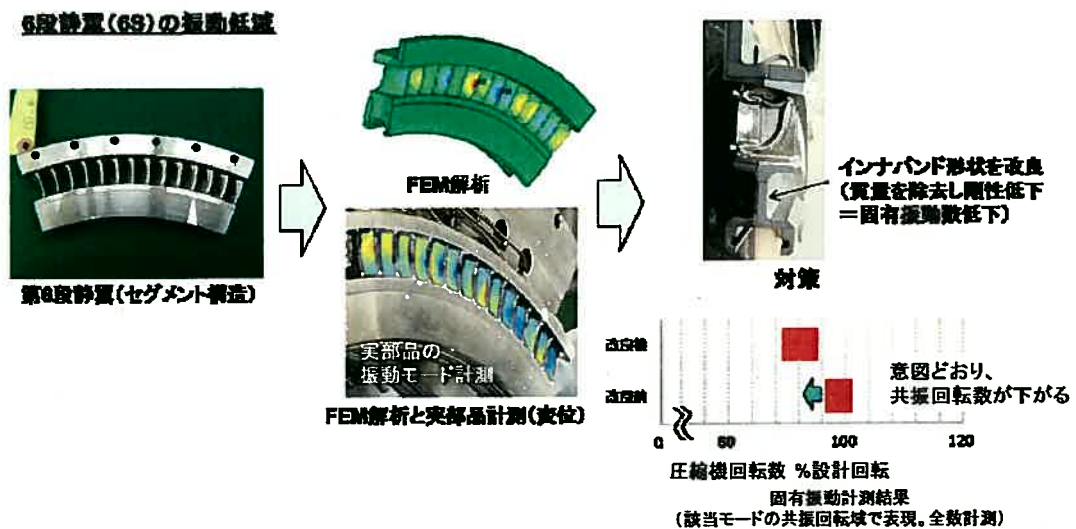 6段静翼(6S)の振動低減
FEM解析
第6段静翼(セグメント構造)
実部品の
振動モード計測
FEM解析と実部品計測(変位)
インナバンド形状を改良
(質量を除去し剛性低下
=固有振動数低下)
対策
改良後
改良前
意図どおり、
共振回転数が下がる
0
80
100
120
圧縮機回転数 %設計回転
固有振動計測結果
(該当モードの共振回転域で表現。全数計測)